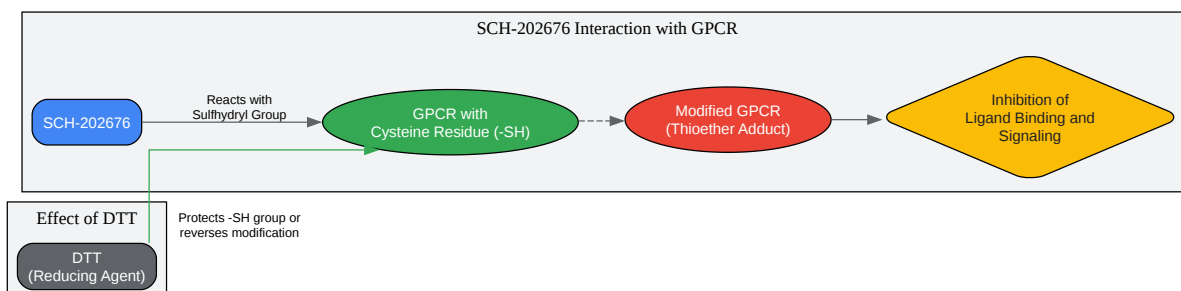 SCH-202676 Interaction with GPCR
SCH-202676
Reacts with
Sulfhydryl Group
GPCR with
Cysteine Residue (-SH)
Modified GPCR
(Thioether Adduct)
Inhibition of
Ligand Binding and
Signaling
Effect of DTT
Protects -SH group or
reverses modification
DTT
(Reducing Agent)